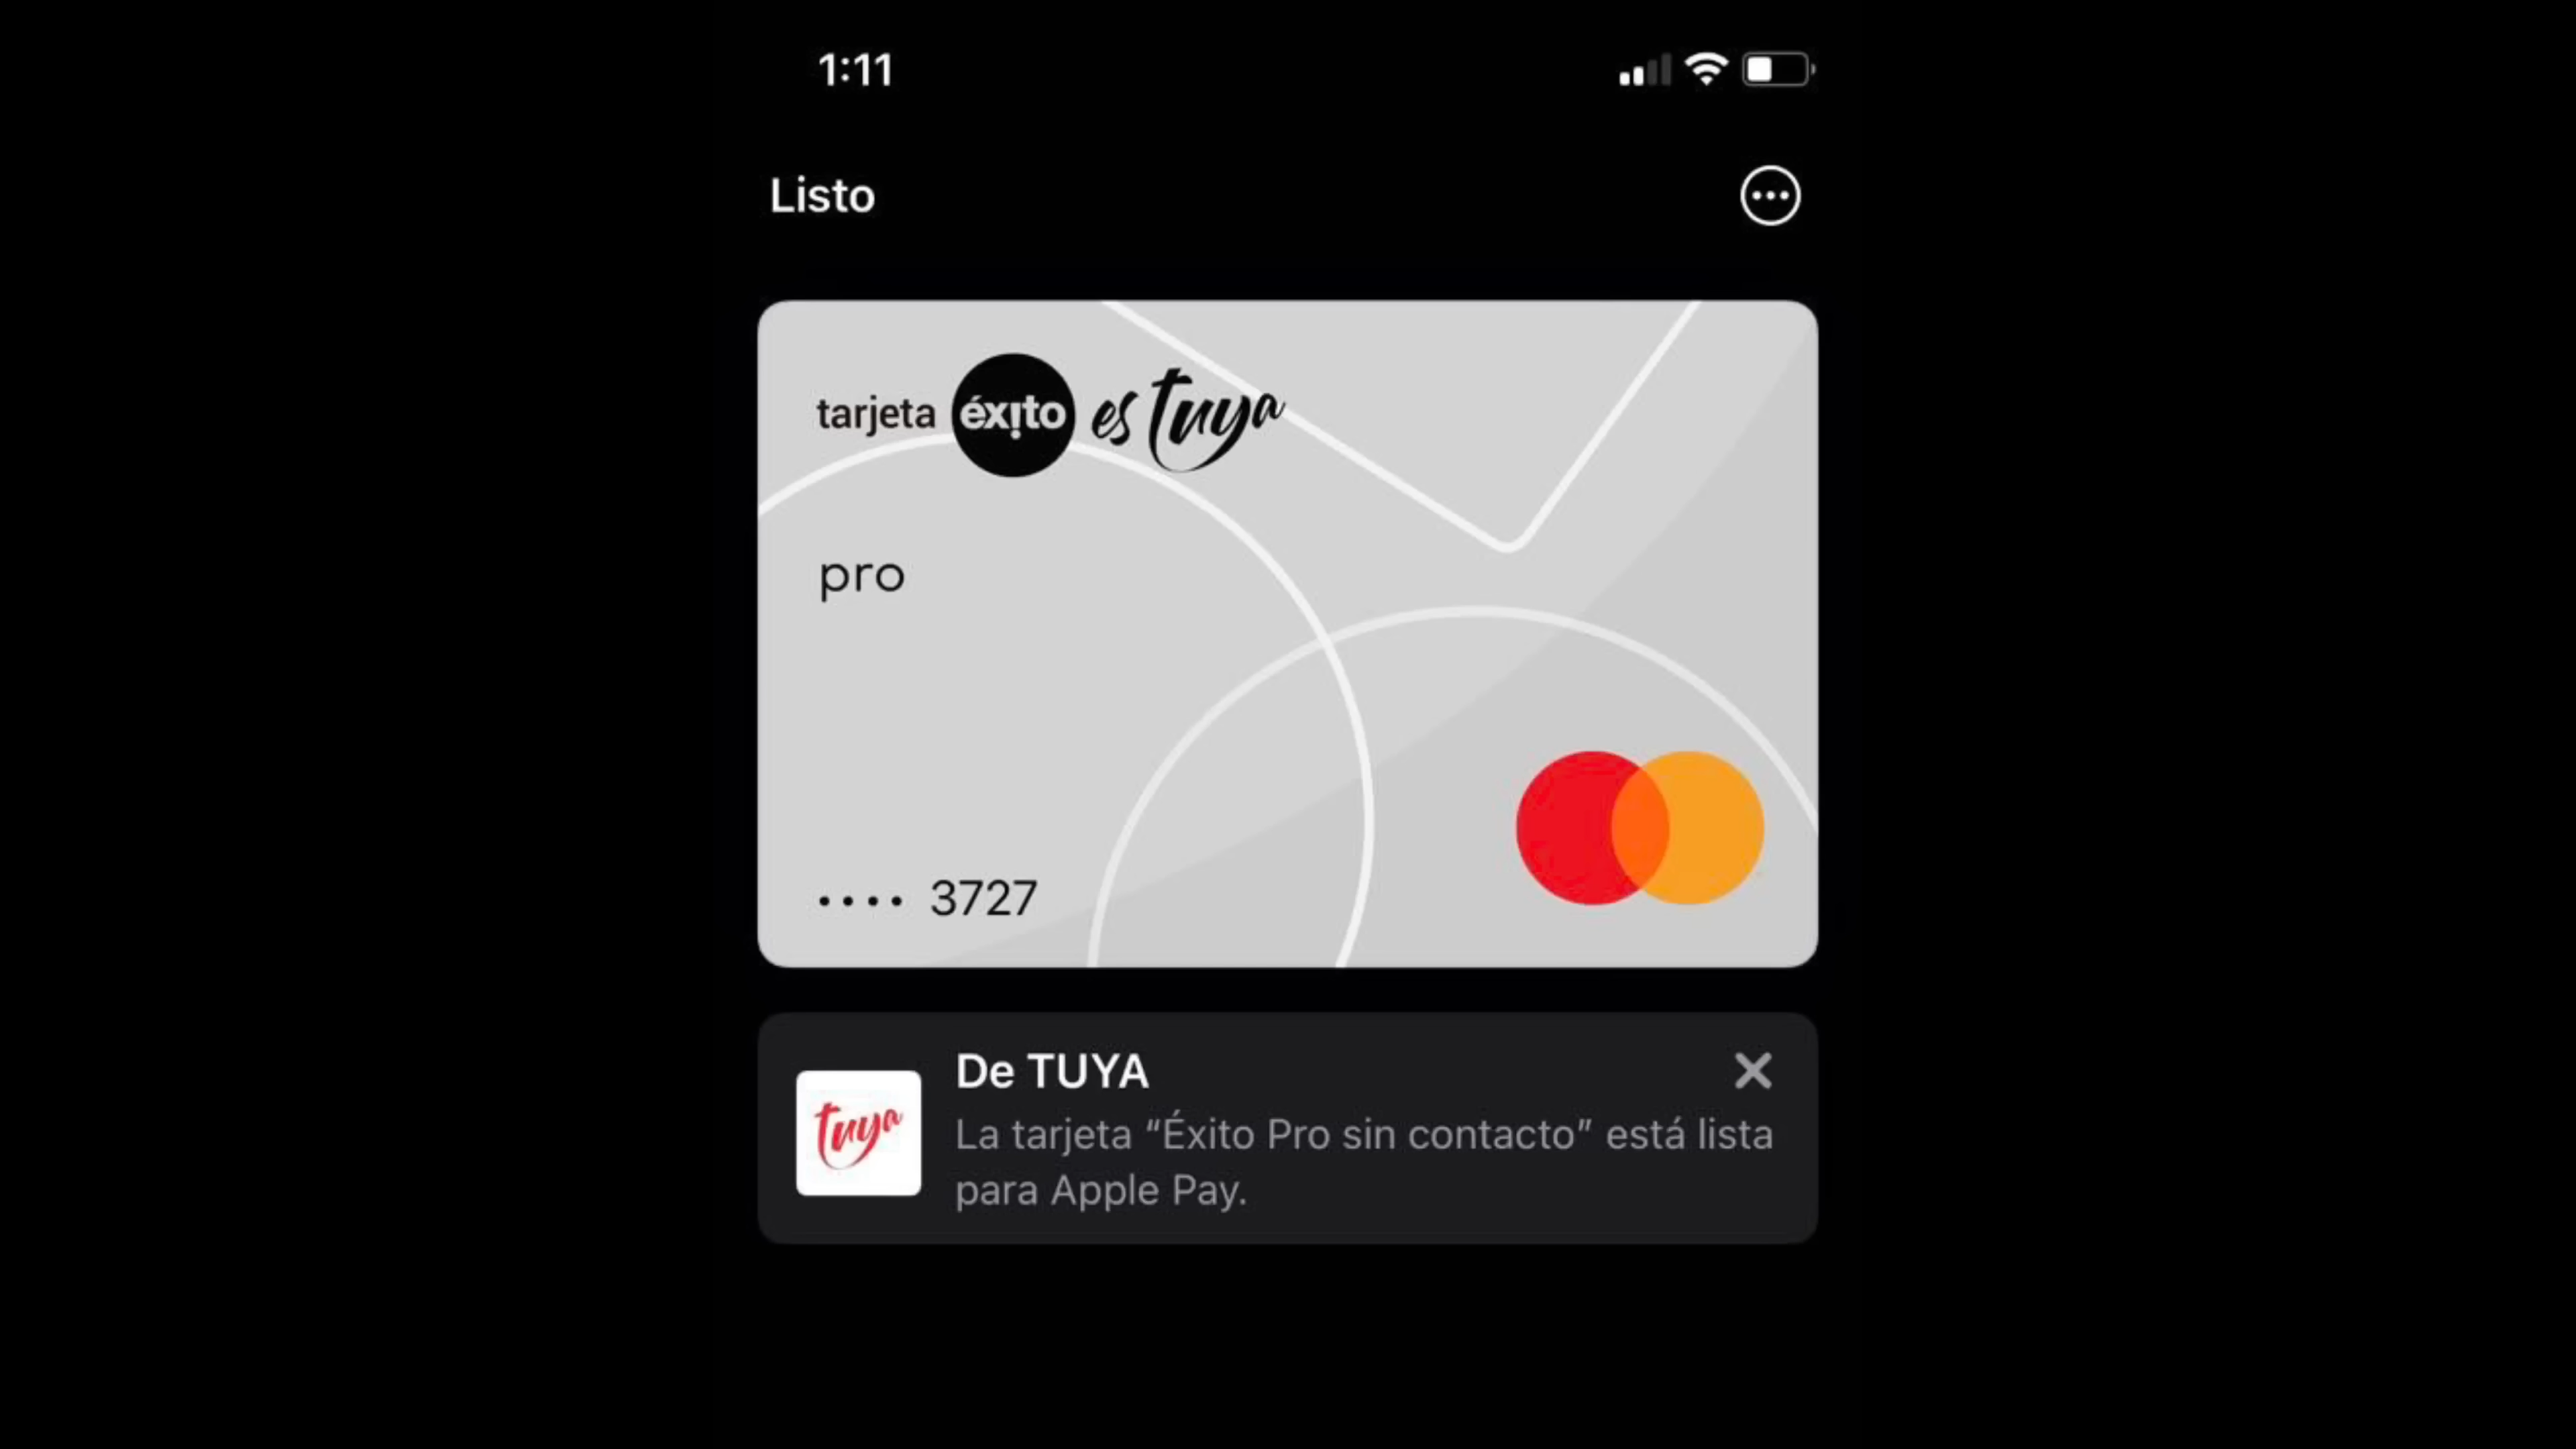 1:11
Listo
tarjeta éxito es tuya
pro
•••• 3727
De TUYA
tuya
La tarjeta “Éxito Pro sin contacto” está lista
para Apple Pay.